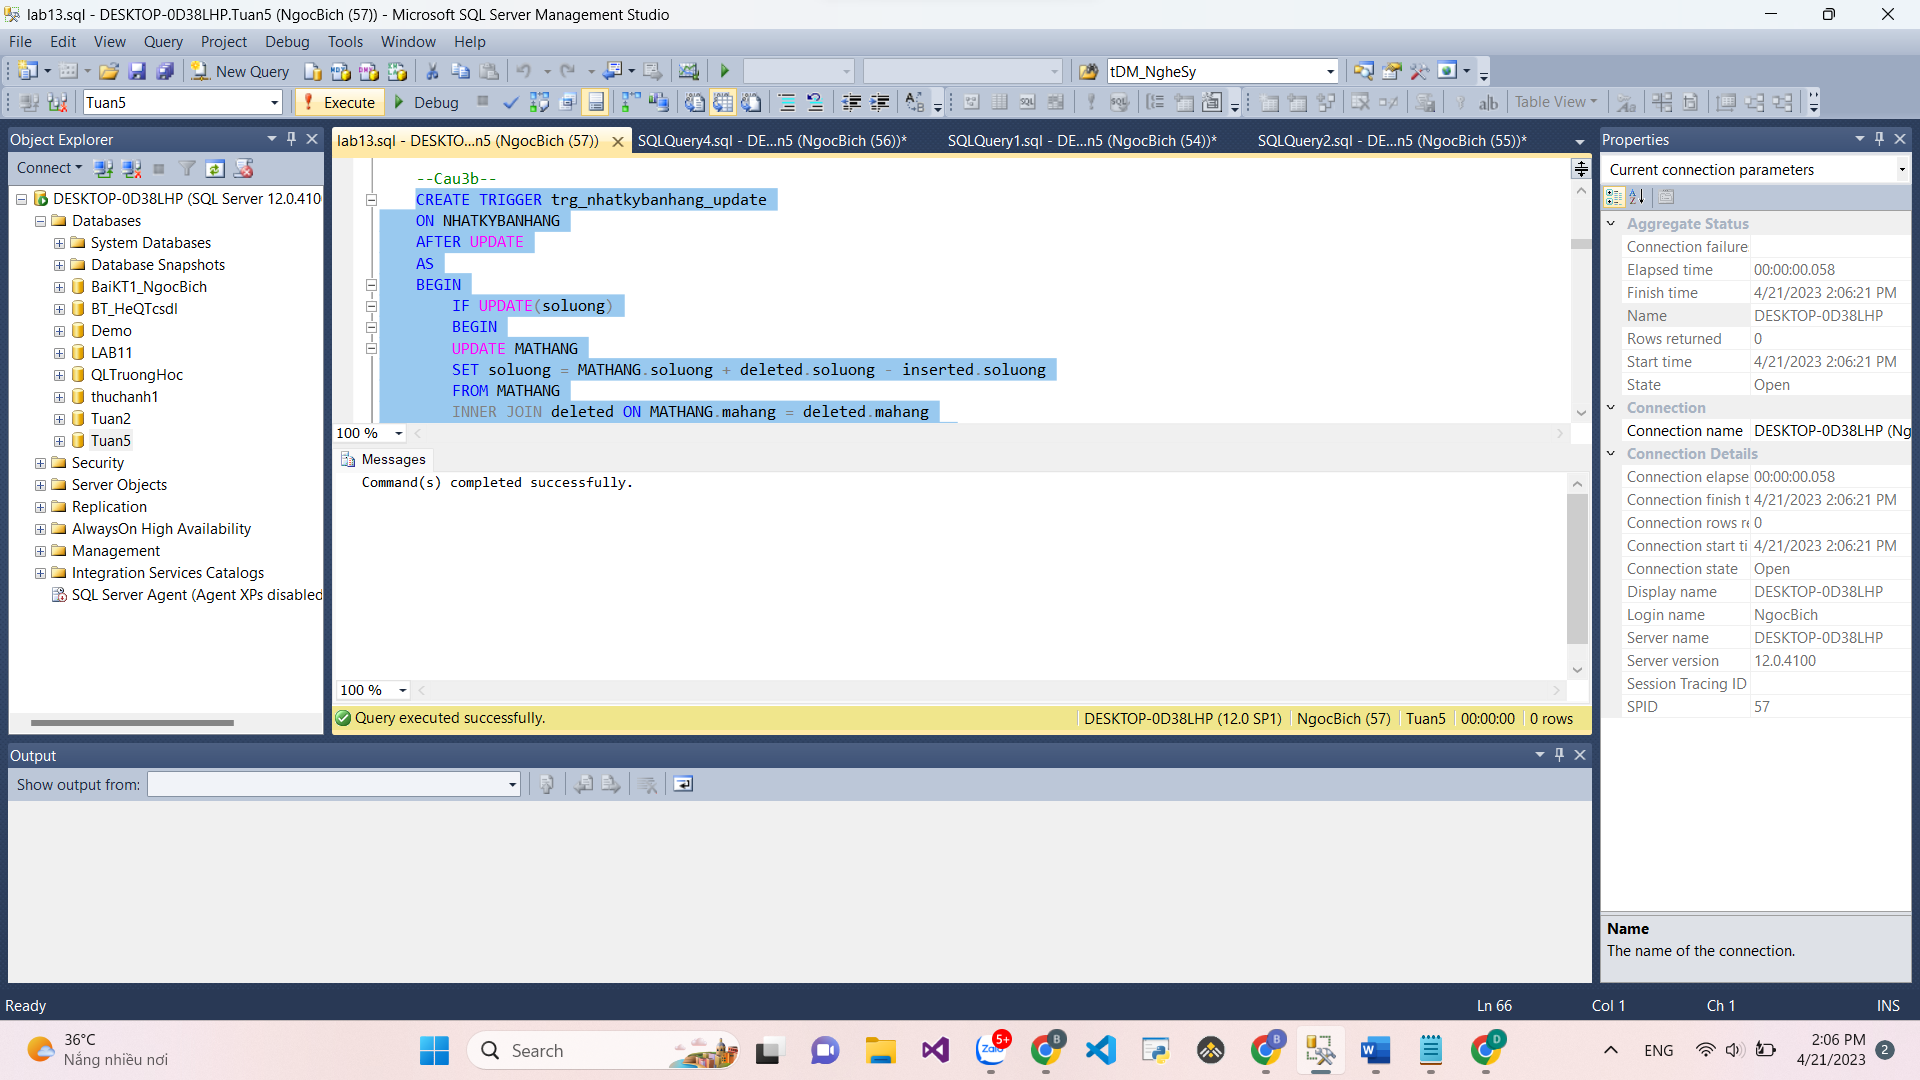 lab13.sql - DESKTOP-0D38LHP.Tuan5 (NgocBich (57)) - Microsoft SQL Server Management Studio
File Edit View Query Project Debug Tools Window Help
New Query tDM_NgheSy
Tuan5 Execute Debug Table View
Object Explorer
Connect
DESKTOP-0D38LHP (SQL Server 12.0.410
Databases
System Databases
Database Snapshots
BaiKT1_NgocBich
BT_HeQTcsdl
Demo
LAB11
QLTruongHoc
thuchanh1
Tuan2
Tuan5
Security
Server Objects
Replication
AlwaysOn High Availability
Management
Integration Services Catalogs
SQL Server Agent (Agent XPs disabled
lab13.sql - DESKTO...n5 (NgocBich (57)) SQLQuery4.sql - DE...n5 (NgocBich (56))* SQLQuery1.sql - DE...n5 (NgocBich (54))* SQLQuery2.sql - DE...n5 (NgocBich (55))*
--Cau3b--
CREATE TRIGGER trg_nhatkybanhang_update
ON NHATKYBANHANG
AFTER UPDATE
AS
BEGIN
IF UPDATE(soluong)
BEGIN
UPDATE MATHANG
SET soluong = MATHANG.soluong + deleted.soluong - inserted.soluong
FROM MATHANG
INNER JOIN deleted ON MATHANG.mahang = deleted.mahang
100 %
Messages
Command(s) completed successfully.
100 %
Query executed successfully. DESKTOP-0D38LHP (12.0 SP1) NgocBich (57) Tuan5 00:00:00 0 rows
Properties
Current connection parameters
Aggregate Status
Connection failure
Elapsed time 00:00:00.058
Finish time 4/21/2023 2:06:21 PM
Name DESKTOP-0D38LHP
Rows returned 0
Start time 4/21/2023 2:06:21 PM
State Open
Connection
Connection name DESKTOP-0D38LHP (Ng
Connection Details
Connection elapse 00:00:00.058
Connection finish t 4/21/2023 2:06:21 PM
Connection rows re 0
Connection start ti 4/21/2023 2:06:21 PM
Connection state Open
Display name DESKTOP-0D38LHP
Login name NgocBich
Server name DESKTOP-0D38LHP
Server version 12.0.4100
Session Tracing ID
SPID 57
Name
The name of the connection.
Output
Show output from:
Ready Ln 66 Col 1 Ch 1 INS
36°C
Nắng nhiều nơi
Search
Zalo 5+
ENG
2:06 PM
4/21/2023
2